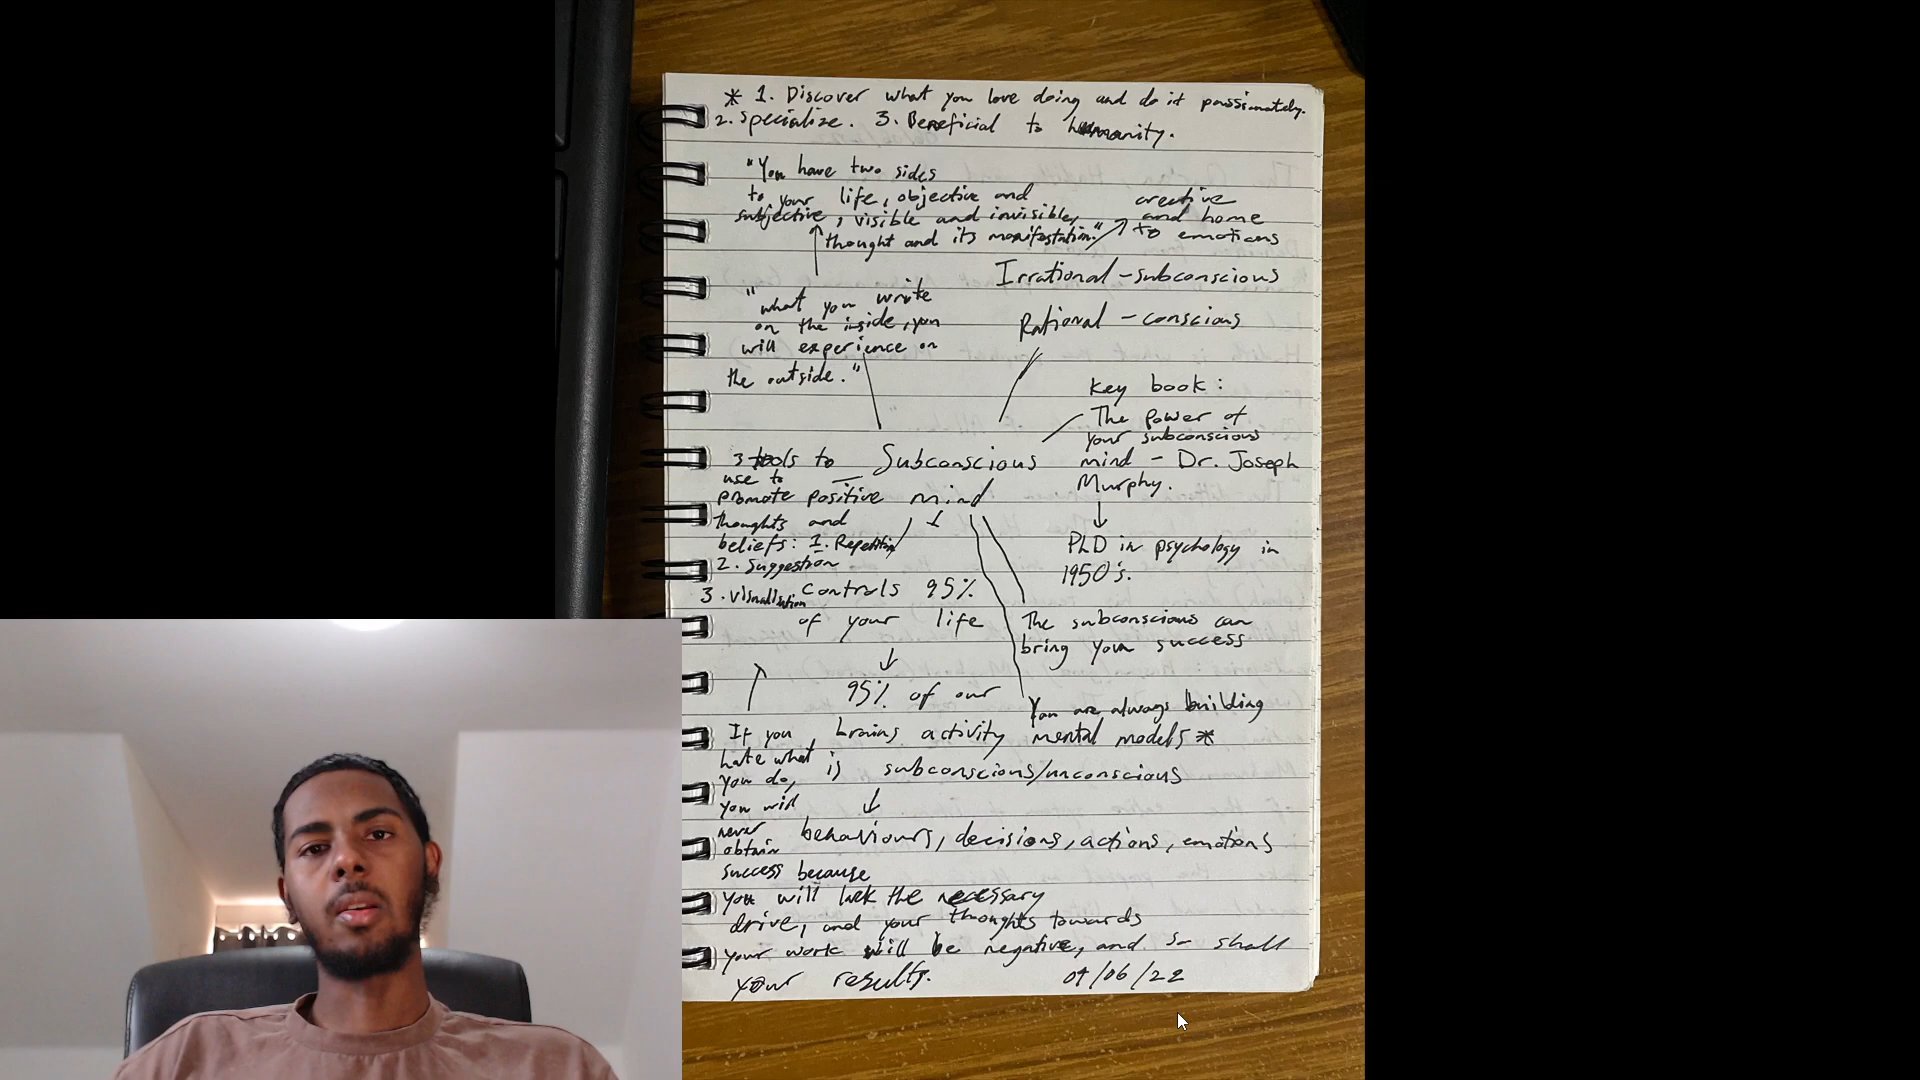 * 1. Discover what you love doing and do it passionately.
2. Specialize. 3. Beneficial to humanity.
"You have two sides
to your life, objective and
subjective, visible and invisible,
thought and its manifestation."
creative
and home
to emotions
Irrational - subconscious
Rational - conscious
"what you write
on the inside, you
will experience on
the outside."
Key book:
The power of
your subconscious
mind - Dr. Joseph
Murphy.
PhD in psychology in
1950's.
Subconscious
mind
3 tools to
use to
promote positive
thoughts and
beliefs: 1. Repetition
2. Suggestion
3. Visualisation
controls 95%
of your life
The subconscious can
bring you success
95% of our
brains activity
is subconscious/unconscious
You are always building
mental models *
behaviours, decisions, actions, emotions
If you
hate what
you do,
you will
never
obtain
success because
you will lack the necessary
drive, and your thoughts towards
your work will be negative, and so shall
your results.
/06/22